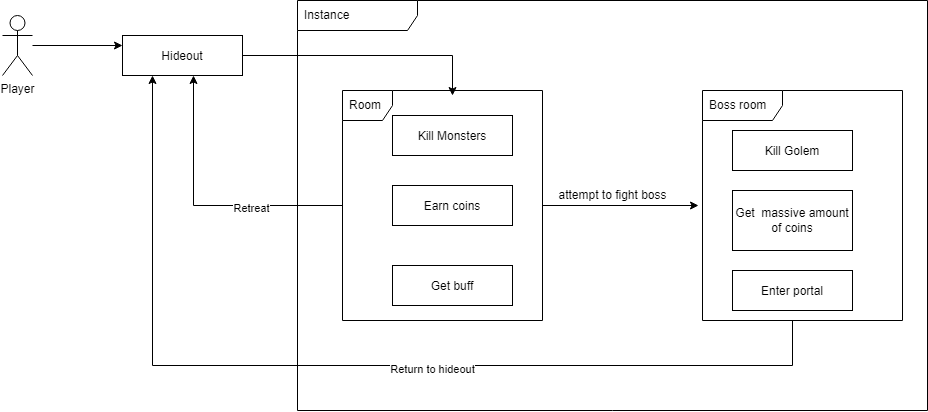 Instance
Player
Hideout
Room
Kill Monsters
Earn coins
Get buff
Retreat
attempt to fight boss
Boss room
Kill Golem
Get  massive amount
of coins
Enter portal
Return to hideout